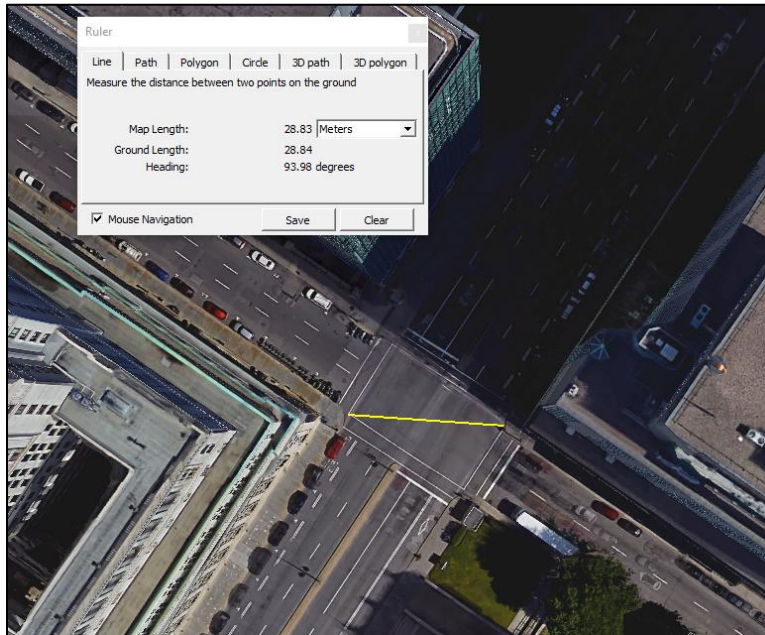 Ruler
Line Path Polygon Circle 3D path 3D polygon
Measure the distance between two points on the ground
Map Length: 28.83 Meters
Ground Length: 28.84
Heading: 93.98 degrees
Mouse Navigation Save Clear